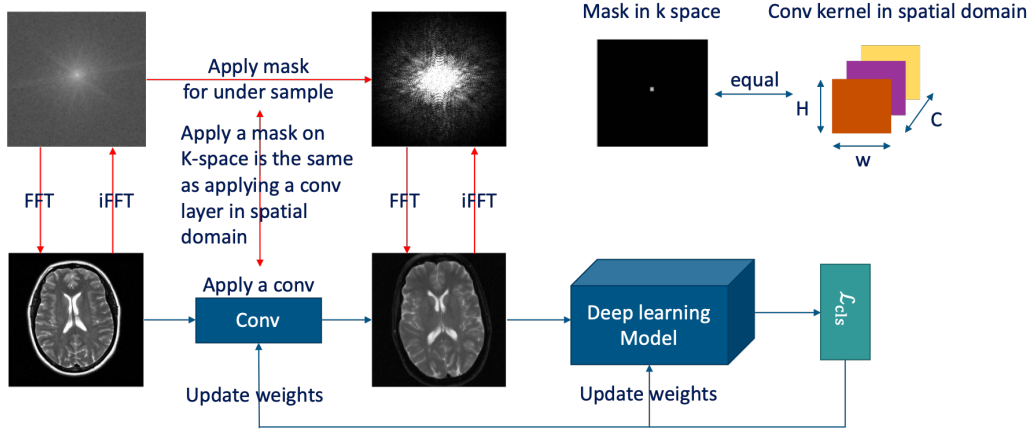 Mask in k space
Conv kernel in spatial domain
Apply mask
for under sample
equal
H
C
w
Apply a mask on
K-space is the same
as applying a conv
layer in spatial
domain
FFT
iFFT
FFT
iFFT
Apply a conv
Conv
Deep learning
Model
ℒcls
Update weights
Update weights